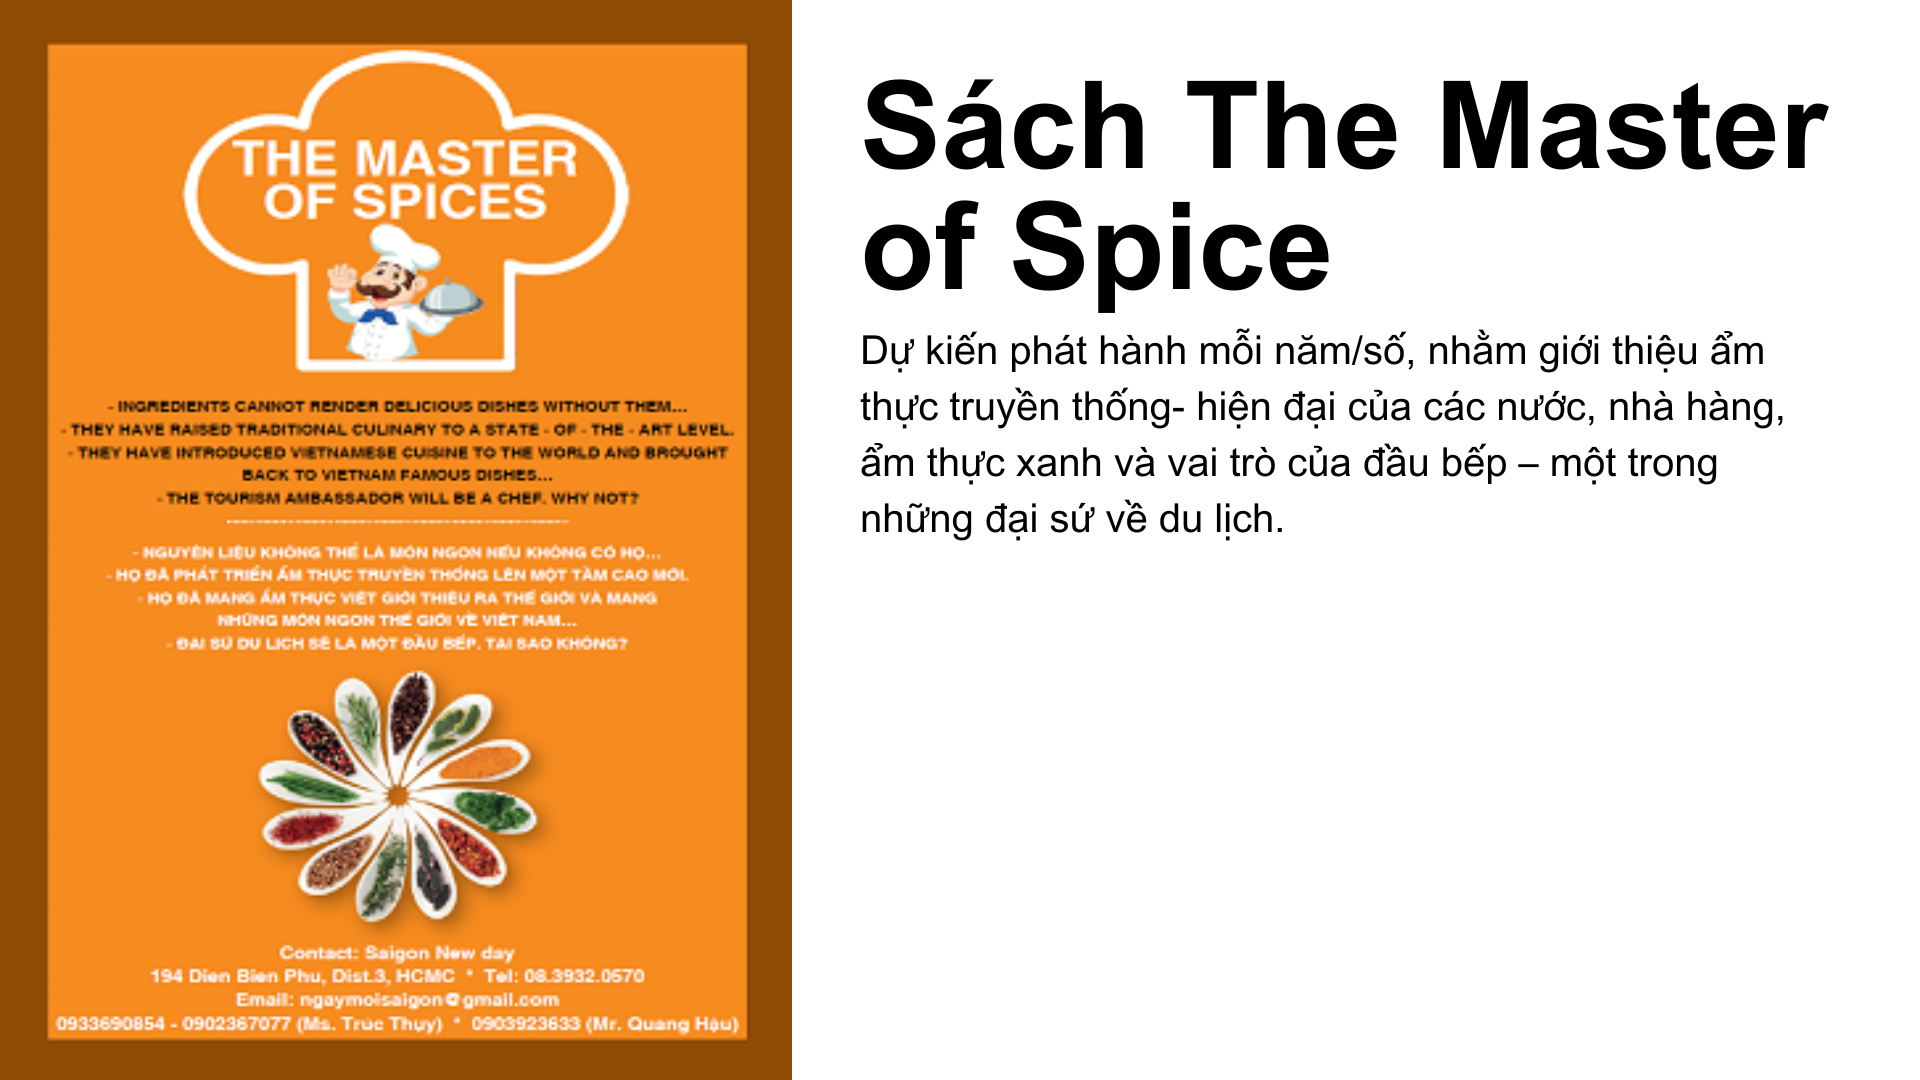 THE MASTER
OF SPICES
- INGREDIENTS CANNOT RENDER DELICIOUS DISHES WITHOUT THEM...
- THEY HAVE RAISED TRADITIONAL CULINARY TO A STATE - OF - THE - ART LEVEL.
- THEY HAVE INTRODUCED VIETNAMESE CUISINE TO THE WORLD AND BROUGHT
BACK TO VIETNAM FAMOUS DISHES...
- THE TOURISM AMBASSADOR WILL BE A CHEF. WHY NOT?
- NGUYÊN LIỆU KHÔNG THỂ LÀ MÓN NGON NẾU KHÔNG CÓ HỌ...
- HỌ ĐÃ PHÁT TRIỂN ẨM THỰC TRUYỀN THỐNG LÊN MỘT TẦM CAO MỚI.
- HỌ ĐÃ MANG ẨM THỰC VIỆT GIỚI THIỆU RA THẾ GIỚI VÀ MANG
NHỮNG MÓN NGON THẾ GIỚI VỀ VIỆT NAM...
- ĐẠI SỨ DU LỊCH SẼ LÀ MỘT ĐẦU BẾP. TẠI SAO KHÔNG?
Contact: Saigon New day
194 Dien Bien Phu, Dist.3, HCMC * Tel: 08.3932.0570
Email: ngaymoisaigon@gmail.com
0933690854 - 0902367077 (Ms. Trúc Thụy) * 0903923633 (Mr. Quang Hậu)
Sách The Master
of Spice
Dự kiến phát hành mỗi năm/số, nhằm giới thiệu ẩm
thực truyền thống- hiện đại của các nước, nhà hàng,
ẩm thực xanh và vai trò của đầu bếp – một trong
những đại sứ về du lịch.